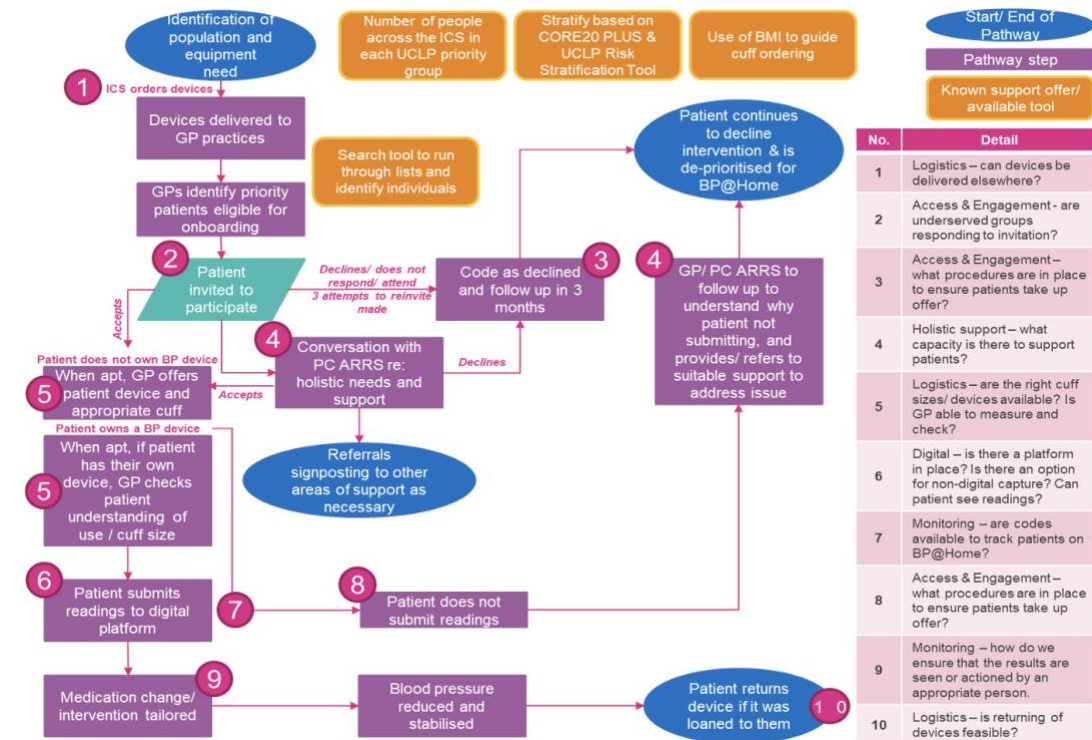 Identification of
population and
equipment
need
Number of people
across the ICS in
each UCLP priority
group
Stratify based on
CORE20 PLUS &
UCLP Risk
Stratification Tool
Use of BMI to guide
cuff ordering
Start/ End of
Pathway
Pathway step
Known support offer/
available tool
1
ICS orders devices
Devices delivered to
GP practices
Search tool to run
through lists and
identify individuals
GPs identify priority
patients eligible for
onboarding
Patient continues
to decline
intervention & is
de-prioritised for
BP@Home
2
Patient
invited to
participate
Declines/ does not
respond/ attend
3 attempts to reinvite
made
Code as declined
and follow up in 3
months
3
4
GP/ PC ARRS to
follow up to
understand why
patient not
submitting, and
provides/ refers to
suitable support to
address issue
Accepts
4
Conversation with
PC ARRS re:
holistic needs and
support
Declines
Accepts
Patient does not own BP device
5
When apt, GP offers
patient device and
appropriate cuff
Patient owns a BP device
5
When apt, if patient
has their own
device, GP checks
patient
understanding of
use / cuff size
Referrals
signposting to other
areas of support as
necessary
6
Patient submits
readings to digital
platform
7
8
Patient does not
submit readings
9
Medication change/
intervention tailored
Blood pressure
reduced and
stabilised
Patient returns
device if it was
loaned to them
1 0
No. Detail
1 Logistics – can devices be
delivered elsewhere?
2 Access & Engagement - are
underserved groups
responding to invitation?
3 Access & Engagement –
what procedures are in place
to ensure patients take up
offer?
4 Holistic support – what
capacity is there to support
patients?
5 Logistics – are the right cuff
sizes/ devices available? Is
GP able to measure and
check?
6 Digital – is there a platform
in place? Is there an option
for non-digital capture? Can
patient see readings?
7 Monitoring – are codes
available to track patients on
BP@Home?
8 Access & Engagement –
what procedures are in place
to ensure patients take up
offer?
9 Monitoring – how do we
ensure that the results are
seen or actioned by an
appropriate person.
10 Logistics – is returning of
devices feasible?